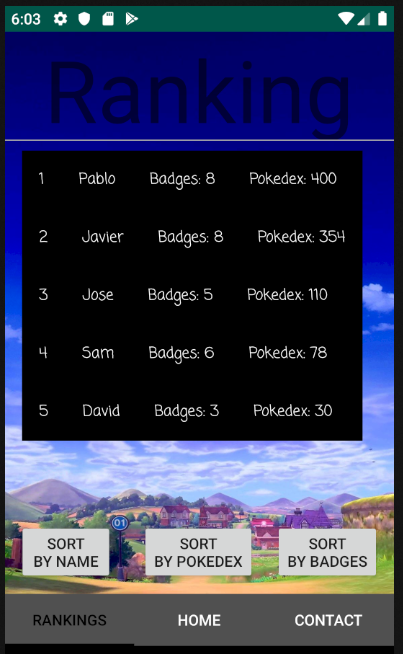 6:03
Ranking
1 Pablo Badges: 8 Pokedex: 400
2 Javier Badges: 8 Pokedex: 354
3 Jose Badges: 5 Pokedex: 110
4 Sam Badges: 6 Pokedex: 78
5 David Badges: 3 Pokedex: 30
01
SORT
BY NAME
SORT
BY POKEDEX
SORT
BY BADGES
RANKINGS HOME CONTACT